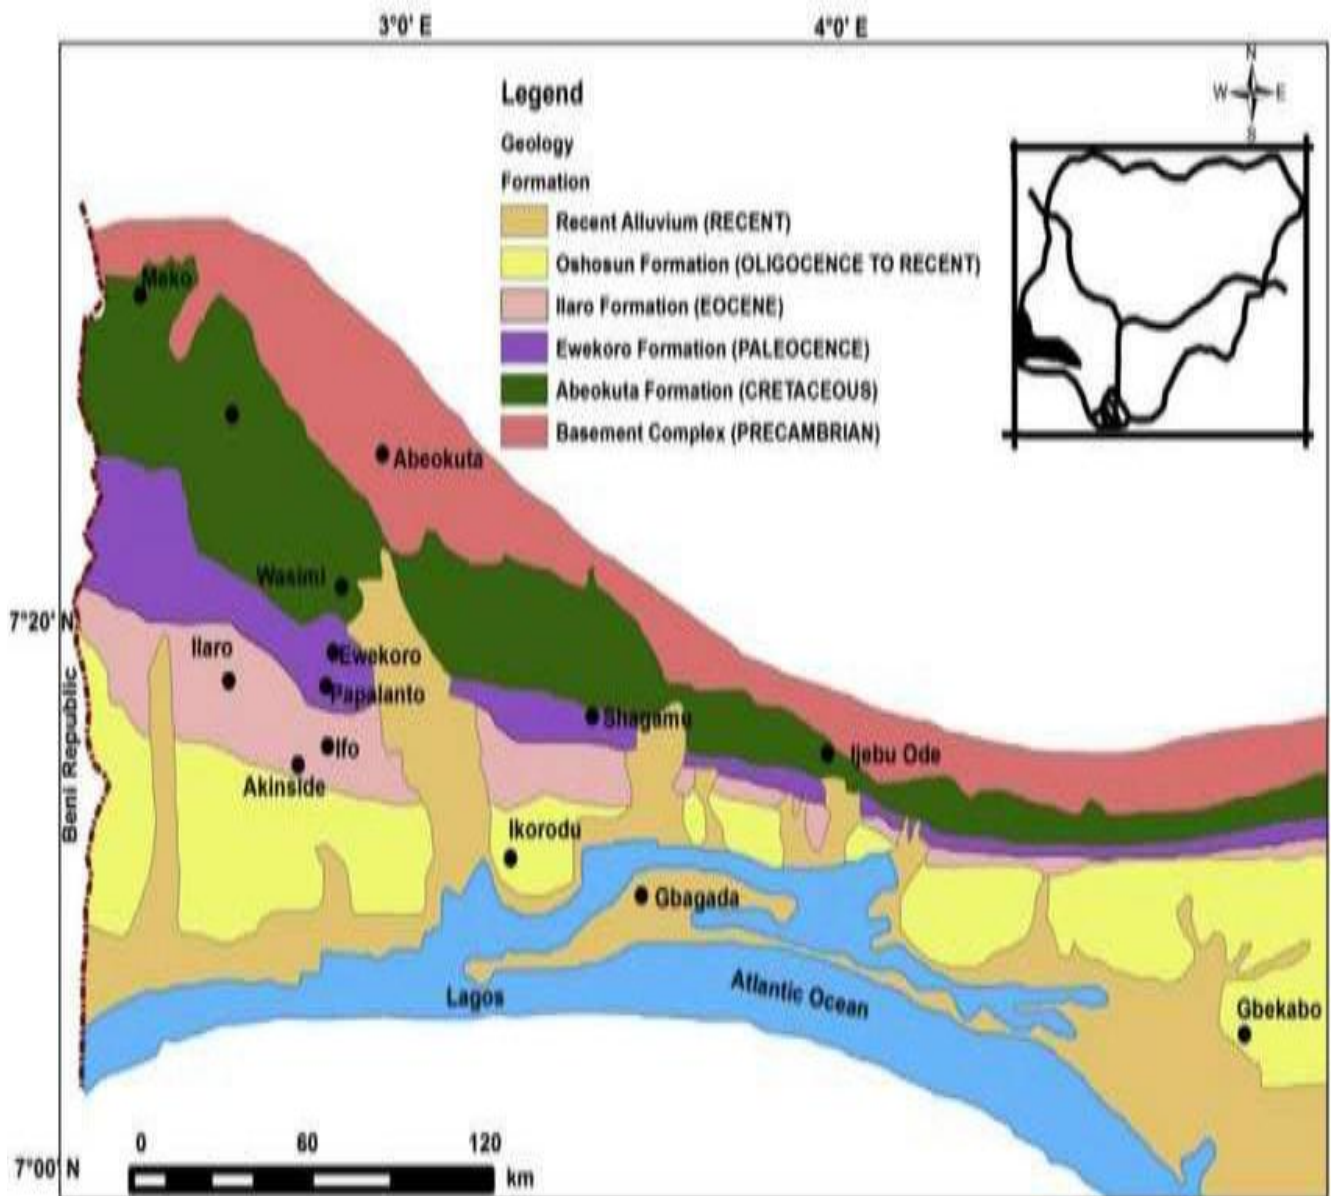 3°0' E
4°0' E
N
W E
S
Legend
Geology
Formation
Recent Alluvium (RECENT)
Oshosun Formation (OLIGOCENCE TO RECENT)
Ilaro Formation (EOCENE)
Ewekoro Formation (PALEOCENCE)
Abeokuta Formation (CRETACEOUS)
Basement Complex (PRECAMBRIAN)
Meko
Abeokuta
Wasimi
7°20' N
Ilaro
Ewekoro
Papalanto
Shagamu
Ifo
Ijebu Ode
Akinside
Beni Republic
Ikorodu
Gbagada
Lagos
Atlantic Ocean
Gbekabo
0 60 120
km
7°00' N